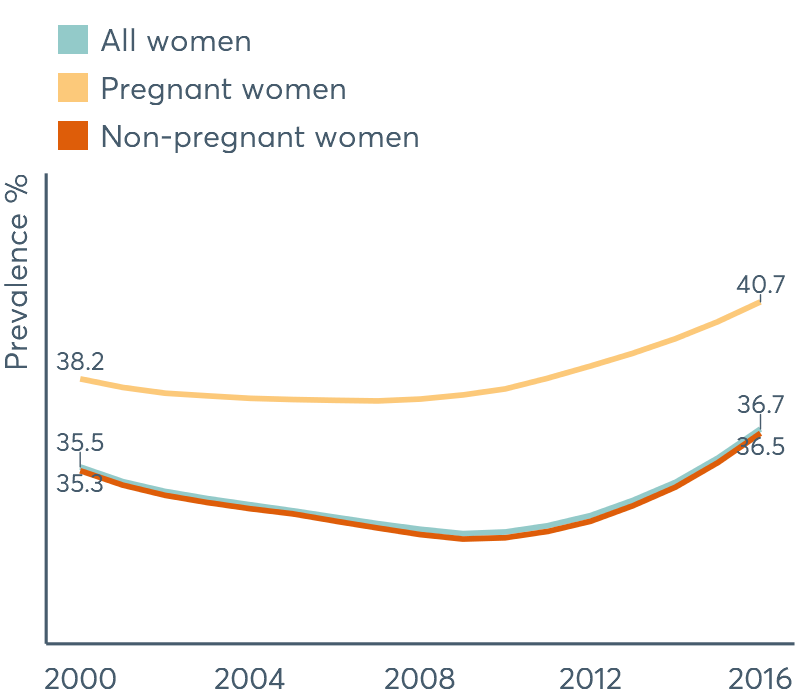 All women
Pregnant women
Non-pregnant women
Prevalence %
40.7
38.2
36.7
35.5
36.5
35.3
2000 2004 2008 2012 2016